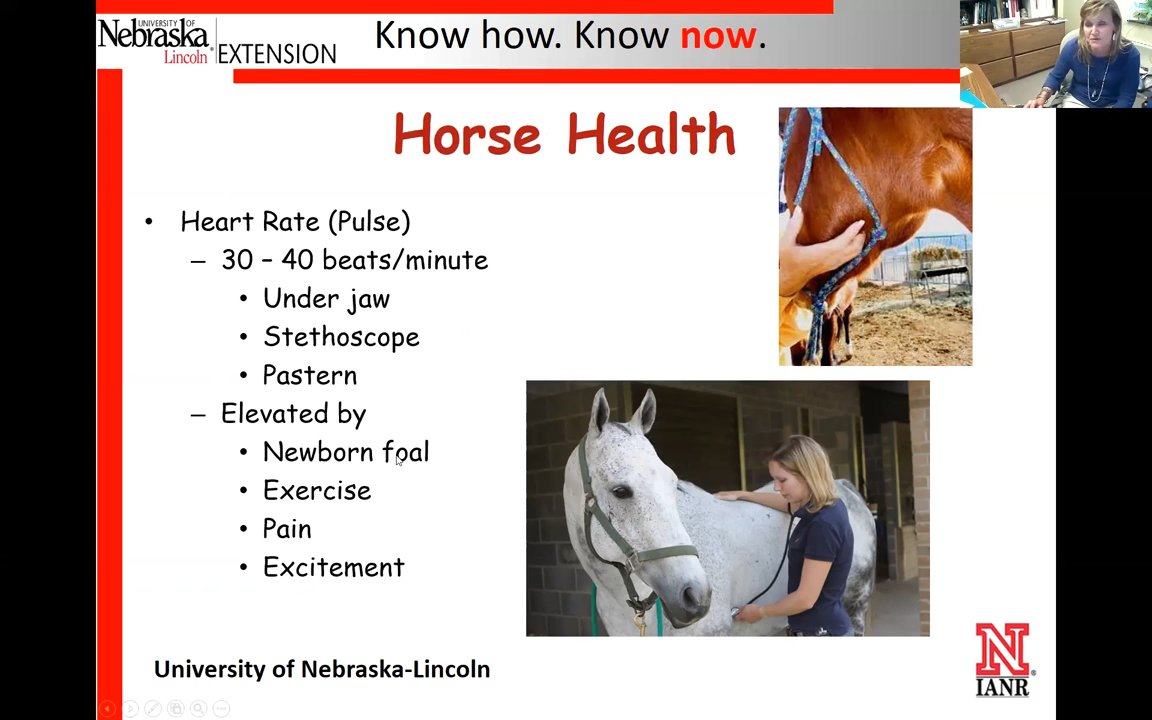 UNIVERSITY OF
Nebraska
Lincoln
EXTENSION
Know how. Know now.
Horse Health
• Heart Rate (Pulse)
– 30 – 40 beats/minute
• Under jaw
• Stethoscope
• Pastern
– Elevated by
• Newborn foal
• Exercise
• Pain
• Excitement
University of Nebraska-Lincoln
N
IANR